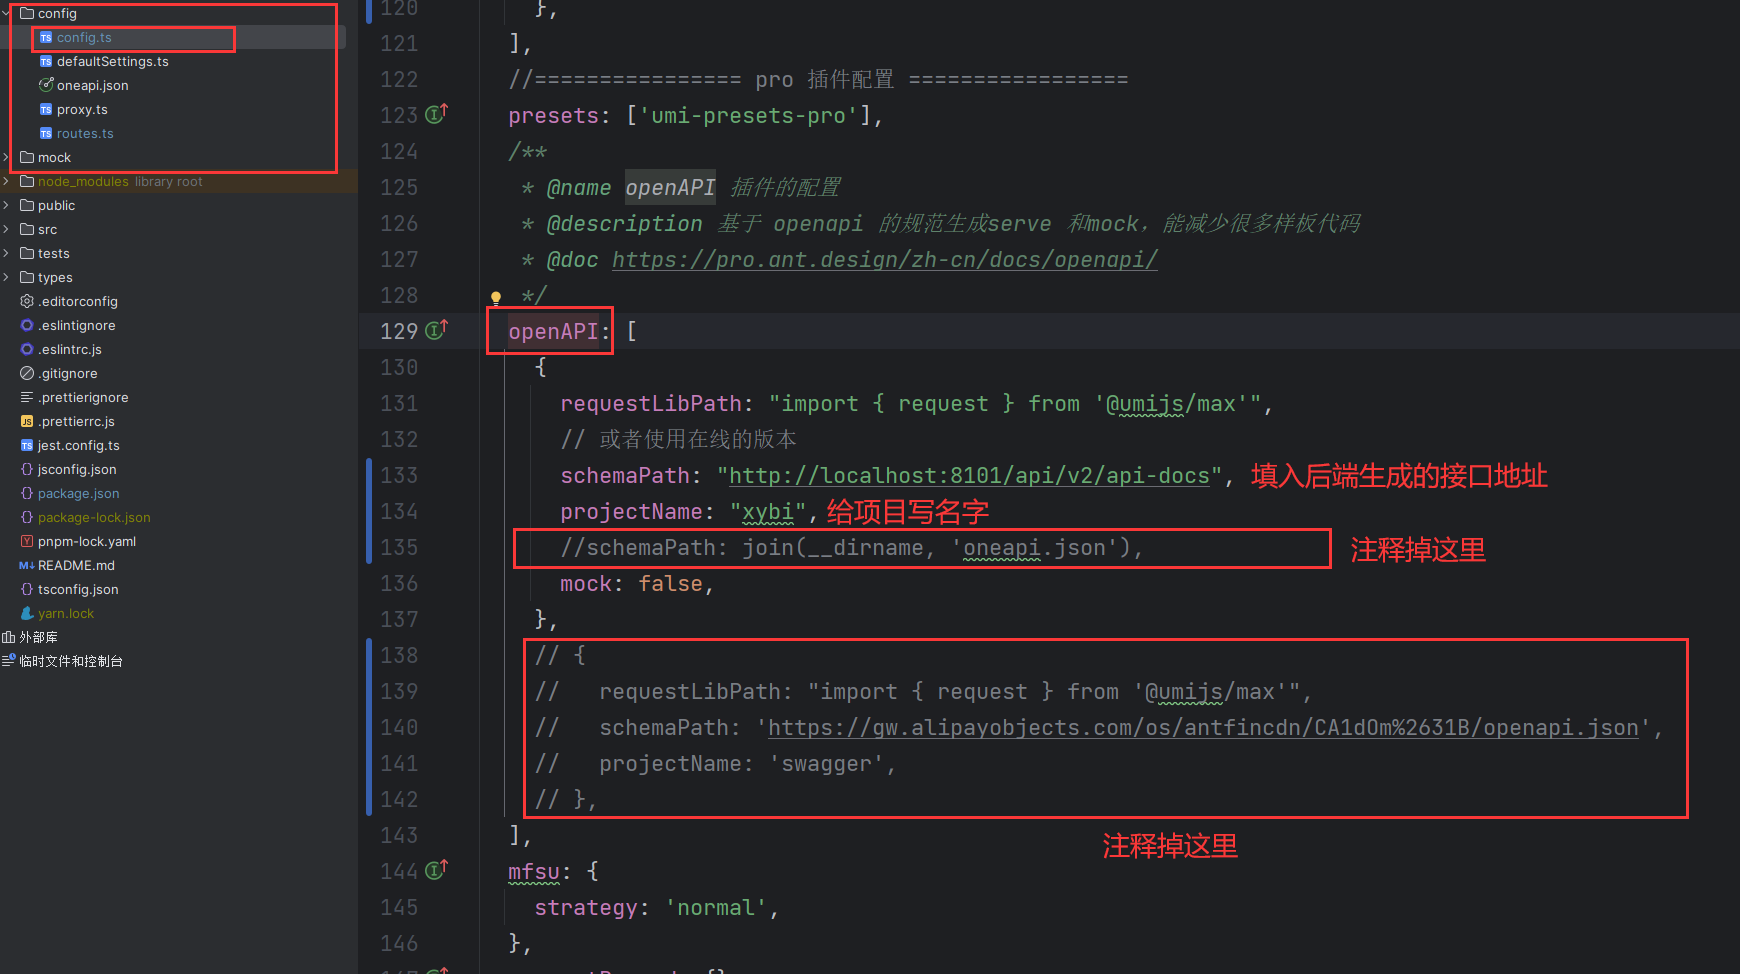 config
config.ts
defaultSettings.ts
oneapi.json
proxy.ts
routes.ts
mock
node_modules library root
public
src
tests
types
.editorconfig
.eslintignore
.eslintrc.js
.gitignore
.prettierignore
.prettierrc.js
jest.config.ts
jsconfig.json
package.json
package-lock.json
pnpm-lock.yaml
README.md
tsconfig.json
yarn.lock
外部库
临时文件和控制台
120 },
121 ],
122 //================ pro 插件配置 =================
123 presets: ['umi-presets-pro'],
124 /**
125 * @name openAPI 插件的配置
126 * @description 基于 openapi 的规范生成serve 和mock，能减少很多样板代码
127 * @doc https://pro.ant.design/zh-cn/docs/openapi/
128 */
129 openAPI: [
130 {
131 requestLibPath: "import { request } from '@umijs/max'",
132 // 或者使用在线的版本
133 schemaPath: "http://localhost:8101/api/v2/api-docs", 填入后端生成的接口地址
134 projectName: "xybi", 给项目写名字
135 //schemaPath: join(__dirname, 'oneapi.json'), 注释掉这里
136 mock: false,
137 },
138 // {
139 // requestLibPath: "import { request } from '@umijs/max'",
140 // schemaPath: 'https://gw.alipayobjects.com/os/antfincdn/CA1dOm%2631B/openapi.json',
141 // projectName: 'swagger',
142 // },
143 ],
注释掉这里
144 mfsu: {
145 strategy: 'normal',
146 },